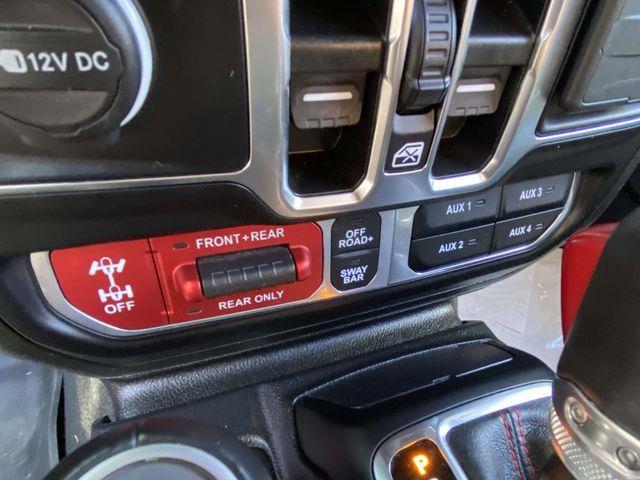 12V DC
FRONT+REAR
REAR ONLY
OFF
OFF
ROAD+
SWAY
BAR
AUX 1
AUX 2
AUX 3
AUX 4
P